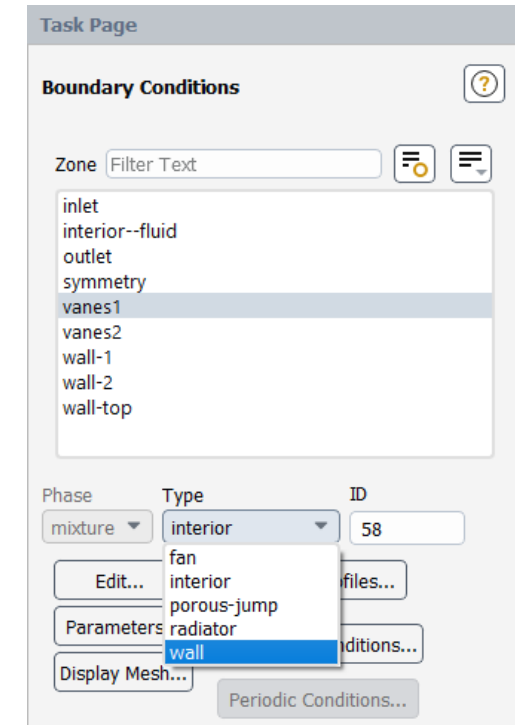 Task Page
Boundary Conditions
?
Zone Filter Text
inlet
interior--fluid
outlet
symmetry
vanes1
vanes2
wall-1
wall-2
wall-top
Phase Type ID
mixture interior 58
fan
Edit... interior files...
porous-jump
Parameters radiator
wall nditions...
Display Mesh...
Periodic Conditions...